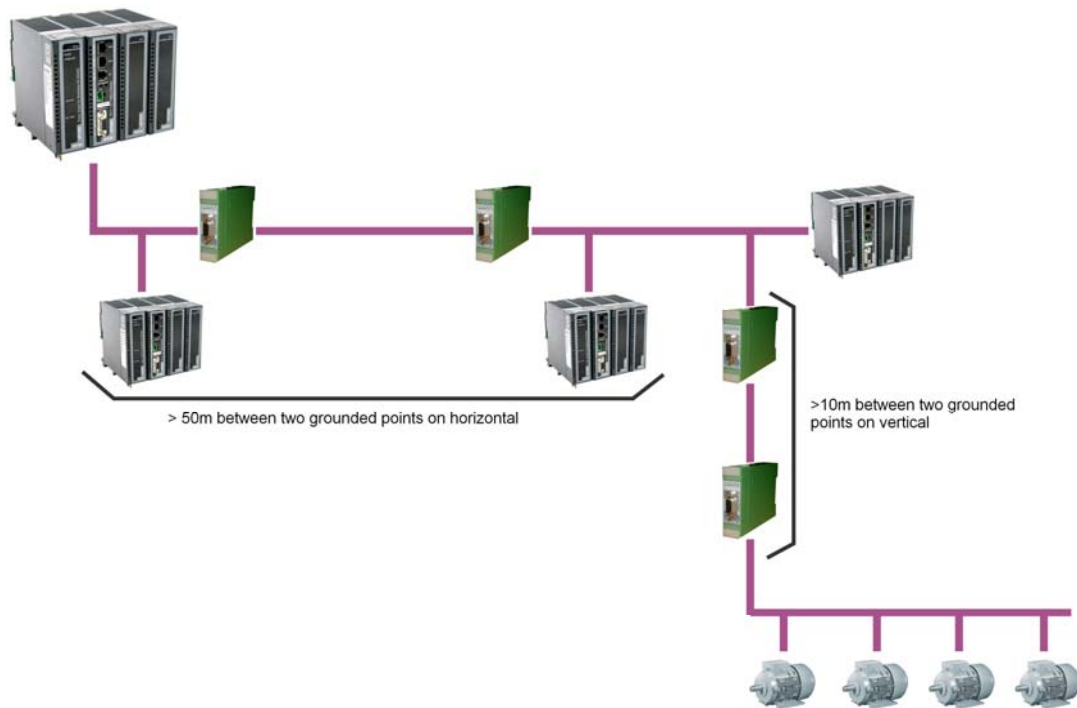 > 50m between two grounded points on horizontal
>10m between two grounded
points on vertical